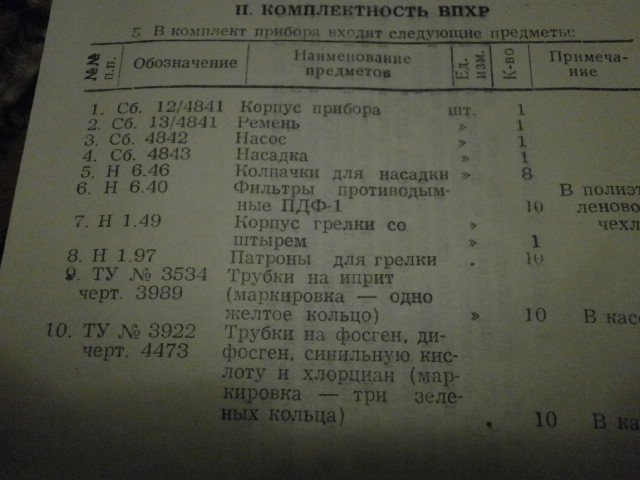 II. КОМПЛЕКТНОСТЬ ВПХР
5 В комплект прибора входят следующие предметы:
№№ п.п. Обозначение Наименование предметов Ед. изм. К-во Примеча-
ние
1. Сб. 12/4841 Корпус прибора шт. 1
2. Сб. 13/4841 Ремень » 1
3. Сб. 4842 Насос » 1
4. Сб. 4843 Насадка » 1
5. Н 6.46 Колпачки для насадки » 8
6. Н 6.40 Фильтры противодым- В полиэт
ные ПДФ-1 10 леново
чехл
7. Н 1.49 Корпус грелки со »
штырем » 1
8. Н 1.97 Патроны для грелки . 10
9. ТУ № 3534 Трубки на иприт
черт. 3989 (маркировка — одно
желтое кольцо) » 10 В кас
10. ТУ № 3922 Трубки на фосген, ди-
черт. 4473 фосген, синильную кис-
лоту и хлорциан (мар-
кировка — три зеле-
ных кольца) 10 В ка